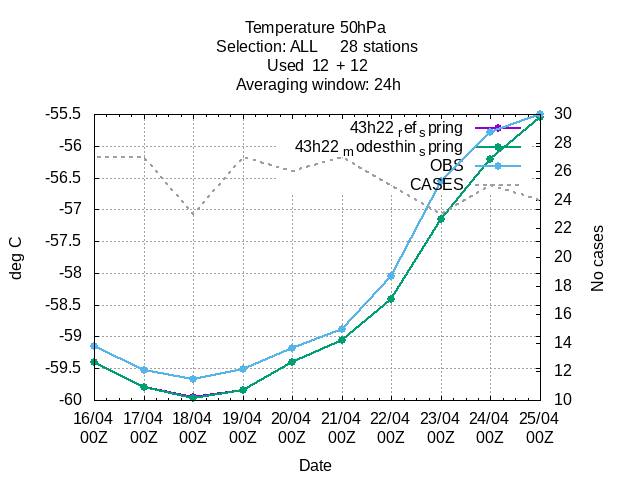 Temperature 50hPa
Selection: ALL 28 stations
Used 12 + 12
Averaging window: 24h
43h22 ref spring
43h22 modesthin spring
OBS
CASES
-55.5
-56
-56.5
-57
-57.5
-58
-58.5
-59
-59.5
-60
deg C
30
28
26
24
22
20
18
16
14
12
10
No cases
16/04 17/04 18/04 19/04 20/04 21/04 22/04 23/04 24/04 25/04
00Z 00Z 00Z 00Z 00Z 00Z 00Z 00Z 00Z 00Z
Date